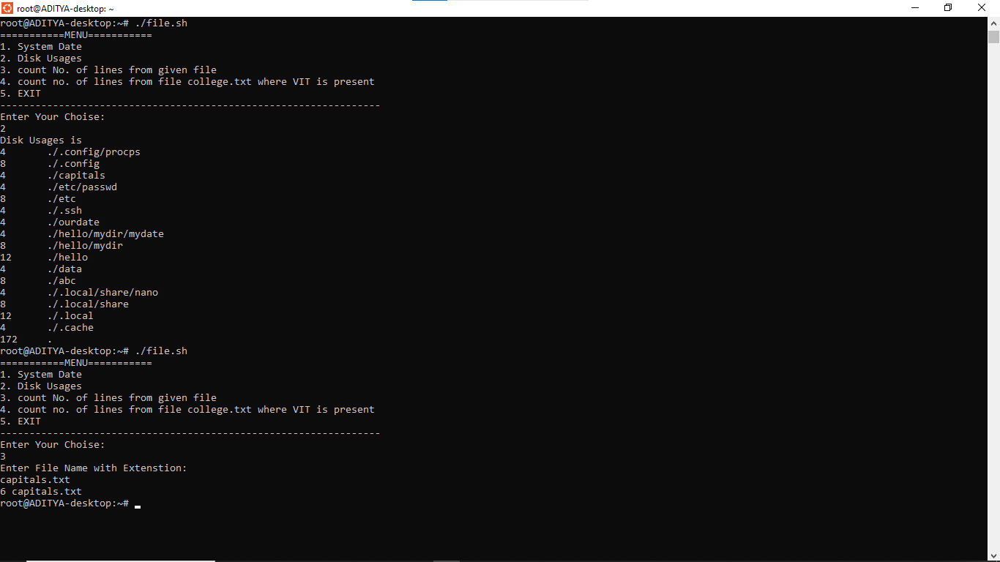 root@ADITYA-desktop: ~
root@ADITYA-desktop:~# ./file.sh
===========MENU===========
1. System Date
2. Disk Usages
3. count No. of lines from given file
4. count no. of lines from file college.txt where VIT is present
5. EXIT
-----------------------------------------------------------------
Enter Your Choise:
2
Disk Usages is
4 ./.config/procps
8 ./.config
4 ./capitals
4 ./etc/passwd
8 ./etc
4 ./.ssh
4 ./ourdate
4 ./hello/mydir/mydate
8 ./hello/mydir
12 ./hello
4 ./data
8 ./abc
4 ./.local/share/nano
8 ./.local/share
12 ./.local
4 ./.cache
172 .
root@ADITYA-desktop:~# ./file.sh
===========MENU===========
1. System Date
2. Disk Usages
3. count No. of lines from given file
4. count no. of lines from file college.txt where VIT is present
5. EXIT
-----------------------------------------------------------------
Enter Your Choise:
3
Enter File Name with Extenstion:
capitals.txt
6 capitals.txt
root@ADITYA-desktop:~#